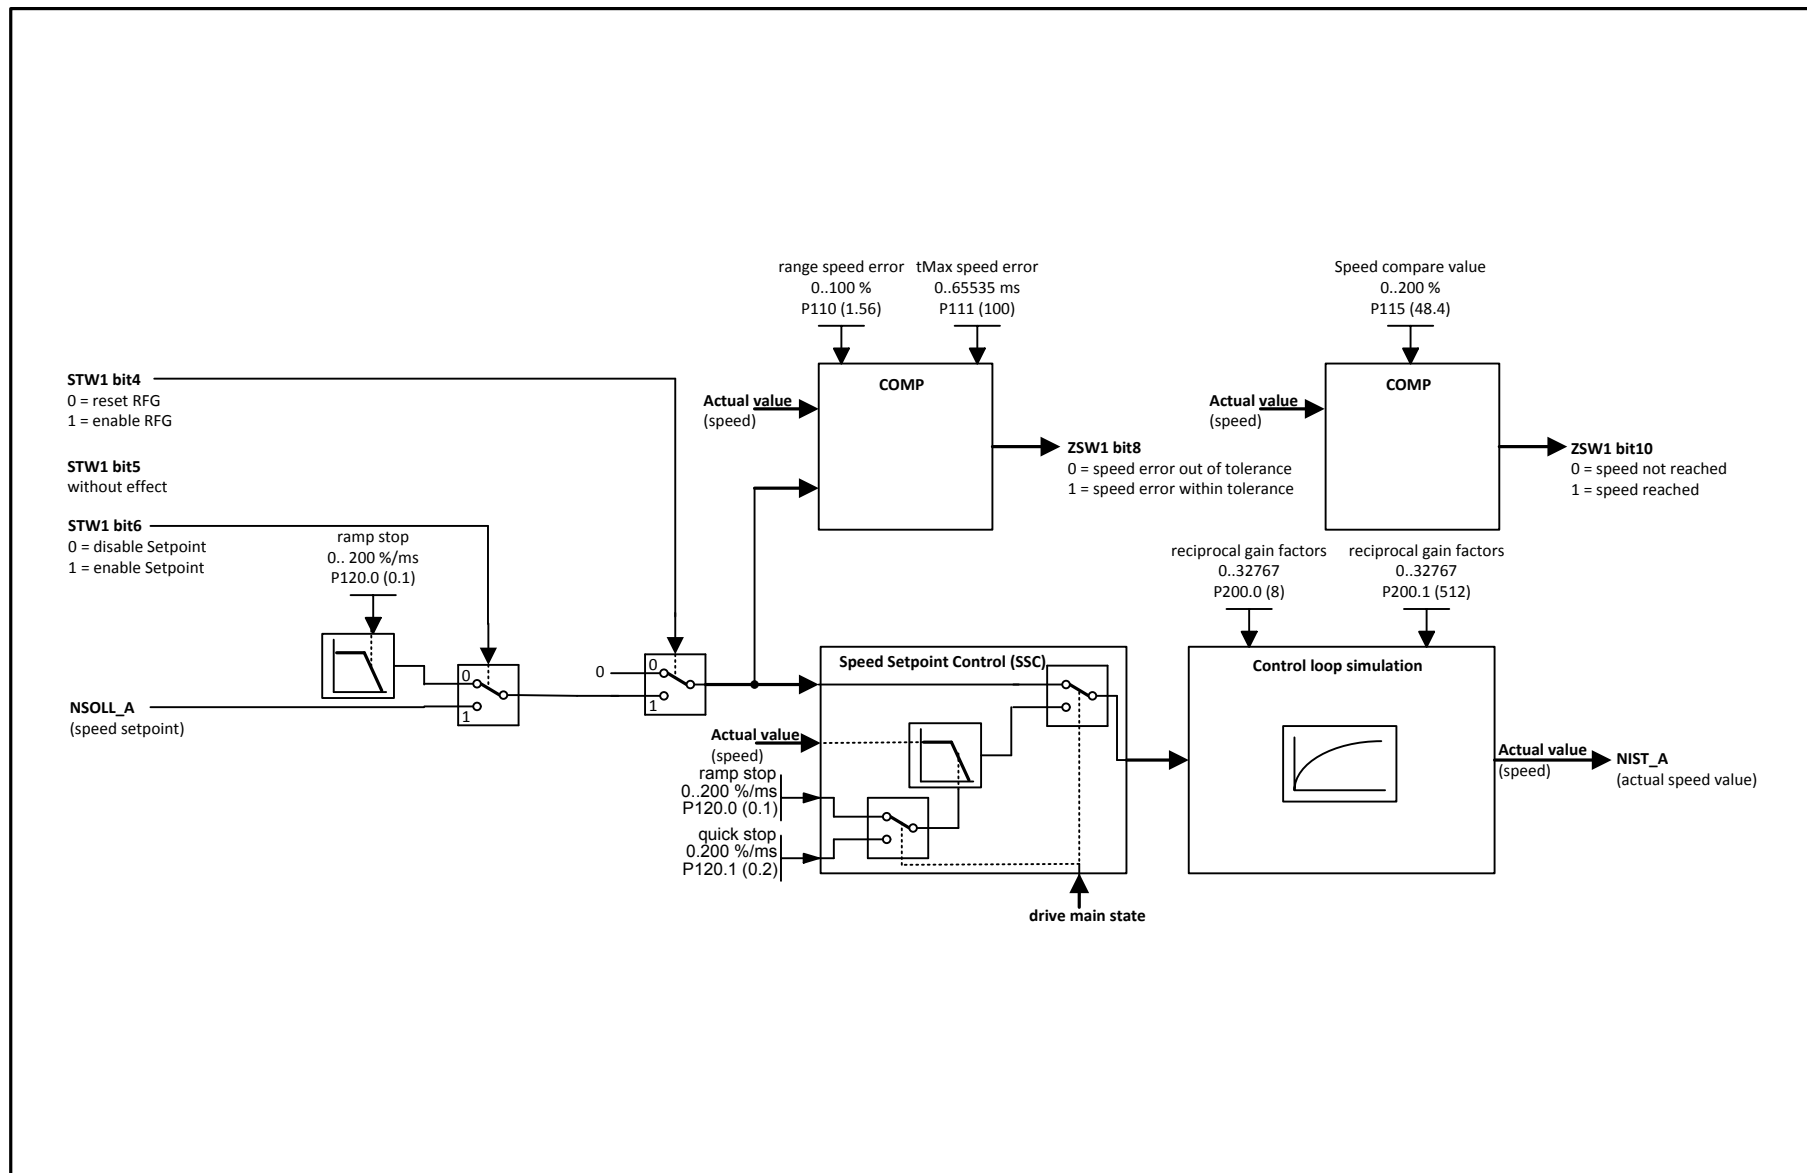 range speed error
0..100 %
P110 (1.56)
tMax speed error
0..65535 ms
P111 (100)
Speed compare value
0..200 %
P115 (48.4)
STW1 bit4
0 = reset RFG
1 = enable RFG
COMP
Actual value
(speed)
ZSW1 bit8
0 = speed error out of tolerance
1 = speed error within tolerance
COMP
Actual value
(speed)
ZSW1 bit10
0 = speed not reached
1 = speed reached
STW1 bit5
without effect
STW1 bit6
0 = disable Setpoint
1 = enable Setpoint
ramp stop
0.. 200 %/ms
P120.0 (0.1)
reciprocal gain factors
0..32767
P200.0 (8)
reciprocal gain factors
0..32767
P200.1 (512)
0
1
0
0
1
NSOLL_A
(speed setpoint)
Speed Setpoint Control (SSC)
Actual value
(speed)
ramp stop
0..200 %/ms
P120.0 (0.1)
quick stop
0.200 %/ms
P120.1 (0.2)
drive main state
Control loop simulation
Actual value
(speed)
NIST_A
(actual speed value)